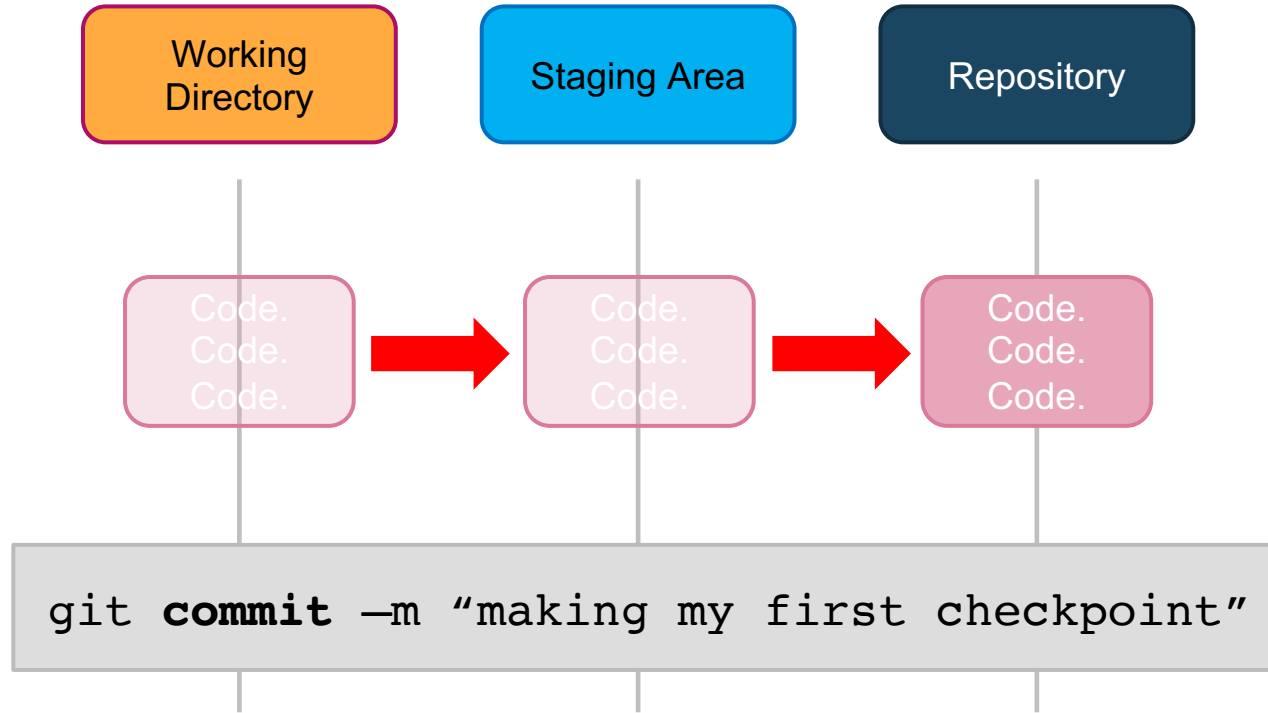 Working
Directory
Staging Area
Repository
Code.
Code.
Code.
Code.
Code.
Code.
Code.
Code.
Code.
git commit –m “making my first checkpoint”